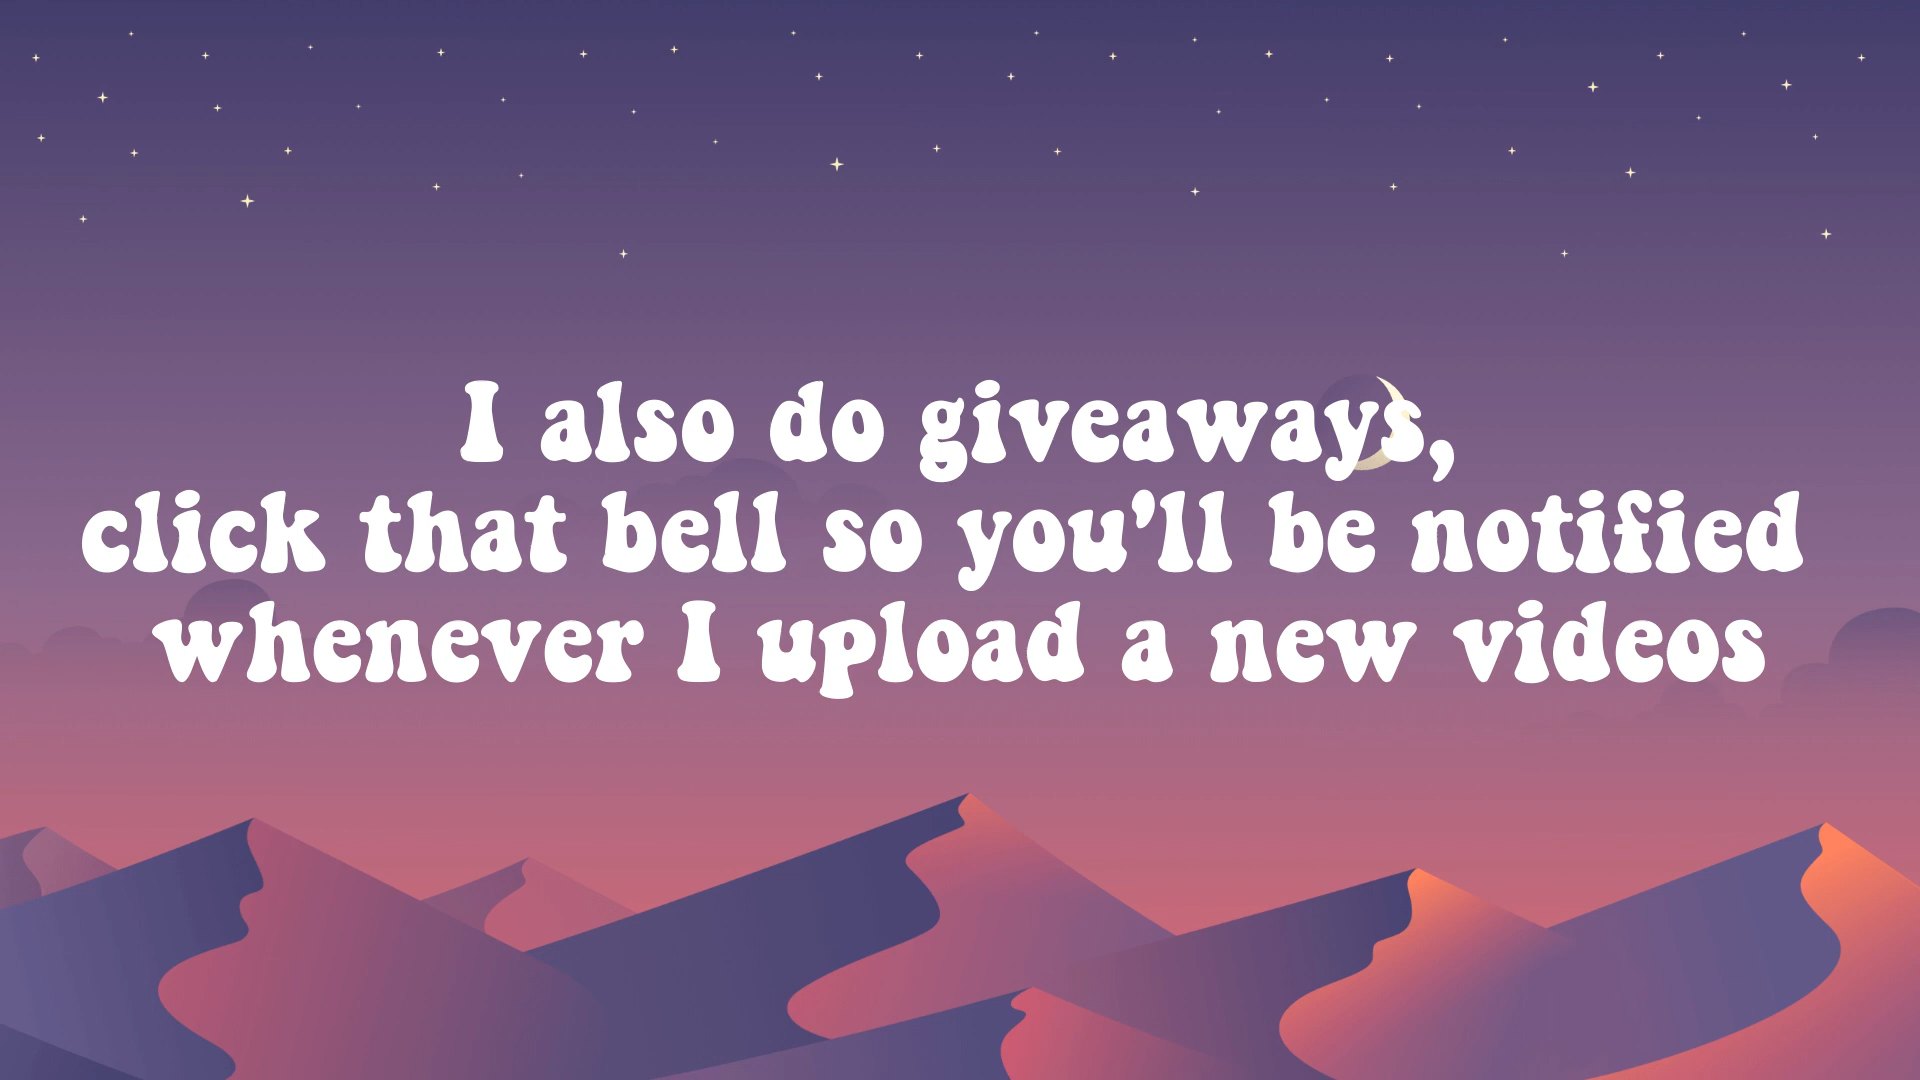 I also do giveaways,
click that bell so you'll be notified
whenever I upload a new videos